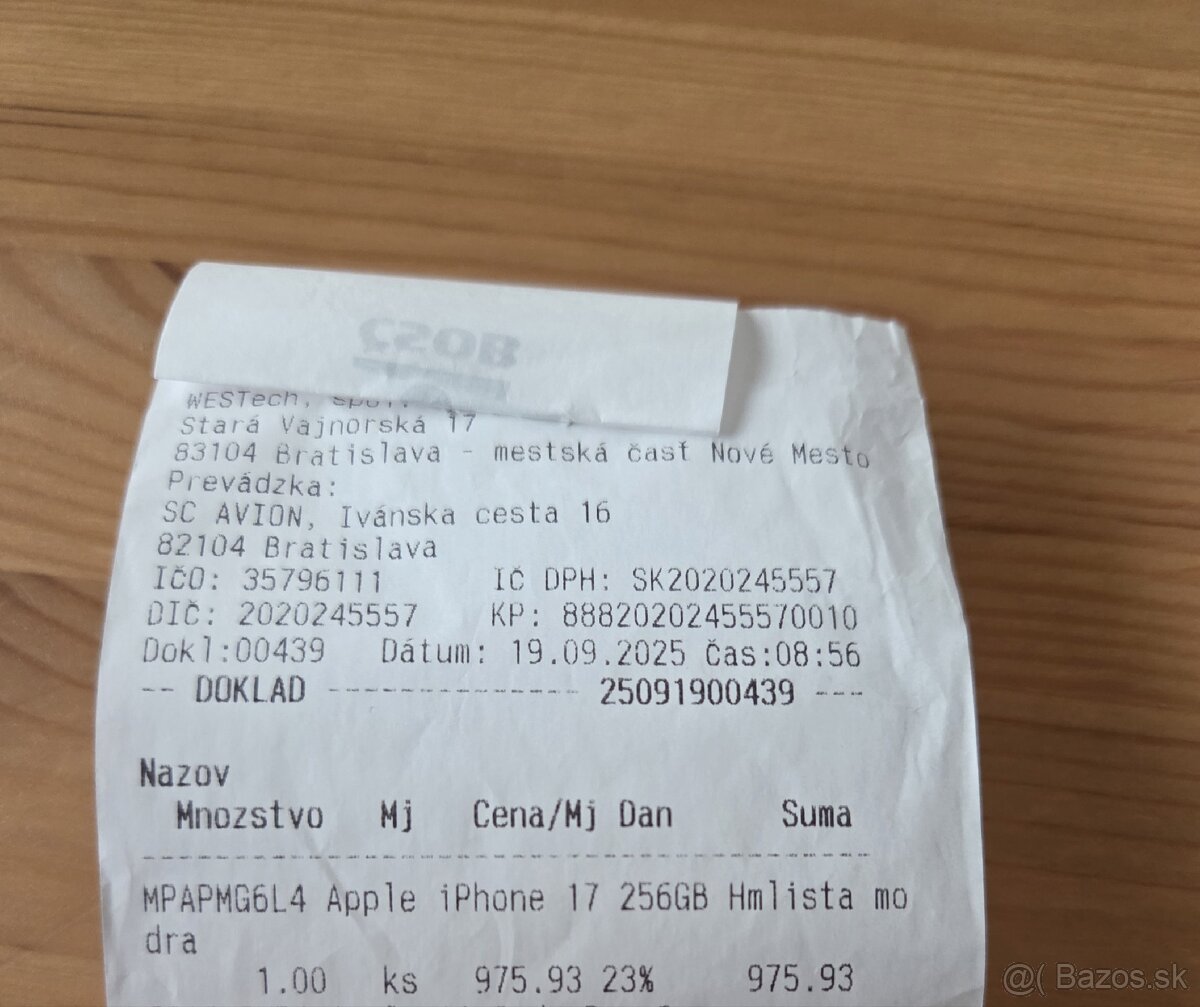 ČSOB
WESTech, spol.
Stará Vajnorská 17
83104 Bratislava - mestská časť Nové Mesto
Prevádzka:
SC AVION, Ivánska cesta 16
82104 Bratislava
IČO: 35796111 IČ DPH: SK2020245557
DIČ: 2020245557 KP: 88820202455570010
Dokl:00439 Dátum: 19.09.2025 Čas:08:56
-- DOKLAD ---------------- 25091900439 ---
Nazov
Mnozstvo Mj Cena/Mj Dan Suma
MPAPMG6L4 Apple iPhone 17 256GB Hmlista mo
dra
1.00 ks 975.93 23% 975.93
@( Bazos.sk